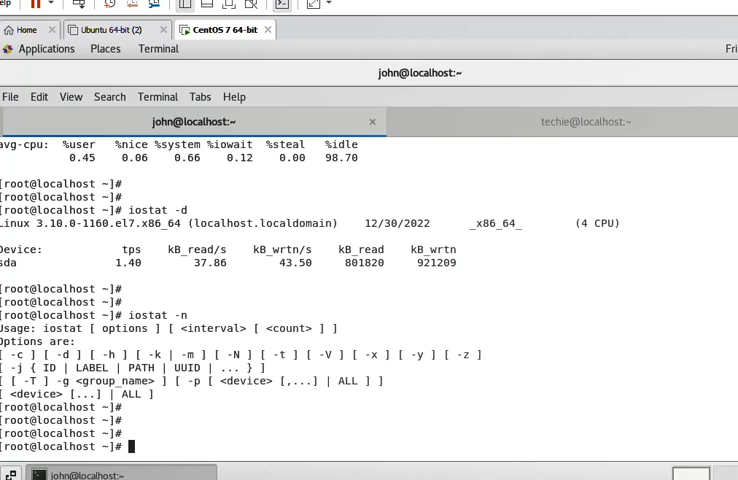 elp
Home
Ubuntu 64-bit (2)
CentOS 7 64-bit
Applications Places Terminal Fri
john@localhost:~
File Edit View Search Terminal Tabs Help
john@localhost:~ techie@localhost:~
avg-cpu: %user %nice %system %iowait %steal %idle
0.45 0.06 0.66 0.12 0.00 98.70
[root@localhost ~]#
[root@localhost ~]#
[root@localhost ~]# iostat -d
Linux 3.10.0-1160.el7.x86_64 (localhost.localdomain) 12/30/2022 _x86_64_ (4 CPU)
Device: tps kB_read/s kB_wrtn/s kB_read kB_wrtn
sda 1.40 37.86 43.50 801820 921209
[root@localhost ~]#
[root@localhost ~]#
[root@localhost ~]# iostat -n
Usage: iostat [ options ] [ <interval> [ <count> ] ]
Options are:
[ -c ] [ -d ] [ -h ] [ -k | -m ] [ -N ] [ -t ] [ -V ] [ -x ] [ -y ] [ -z ]
[ -j { ID | LABEL | PATH | UUID | ... } ]
[ [ -T ] -g <group_name> ] [ -p [ <device> [,...] | ALL ] ]
[ <device> [...] | ALL ]
[root@localhost ~]#
[root@localhost ~]#
[root@localhost ~]#
[root@localhost ~]#
john@localhost:~